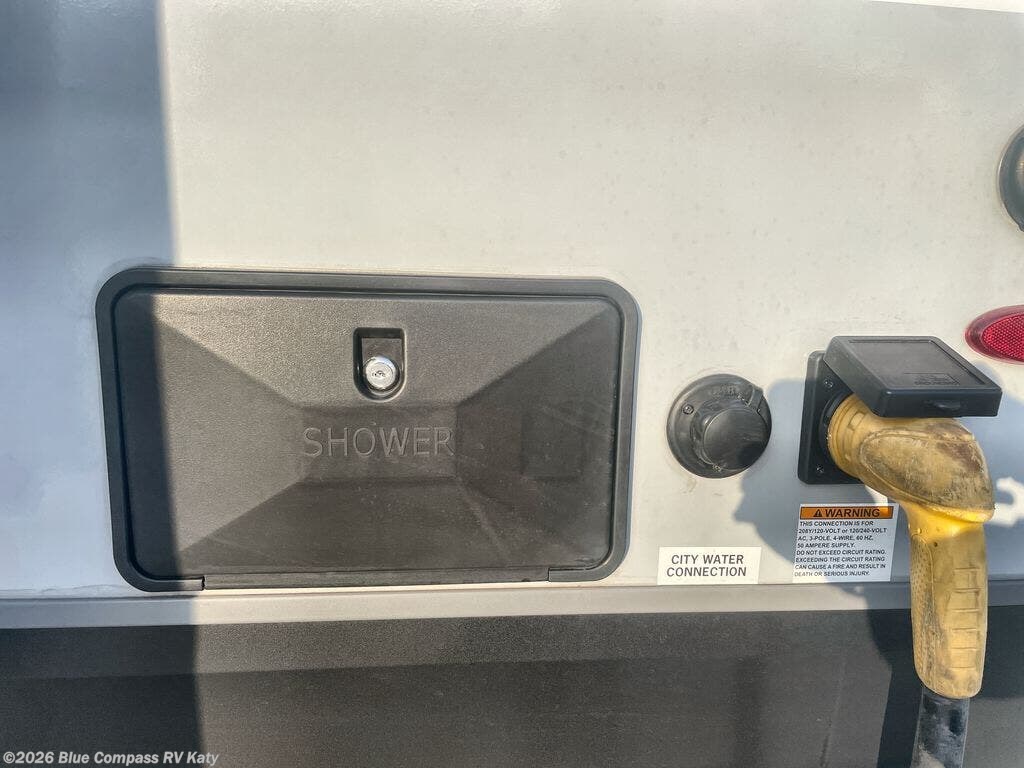 SHOWER
CITY WATER
CONNECTION
WARNING
THIS CONNECTION IS FOR
208Y/120-VOLT or 120/240-VOLT
AC, 3-POLE, 4-WIRE, 60 HZ,
50 AMPERE SUPPLY.
DO NOT EXCEED CIRCUIT RATING.
EXCEEDING THE CIRCUIT RATING
CAN CAUSE A FIRE AND RESULT IN
DEATH OR SERIOUS INJURY.
©2026 Blue Compass RV Katy